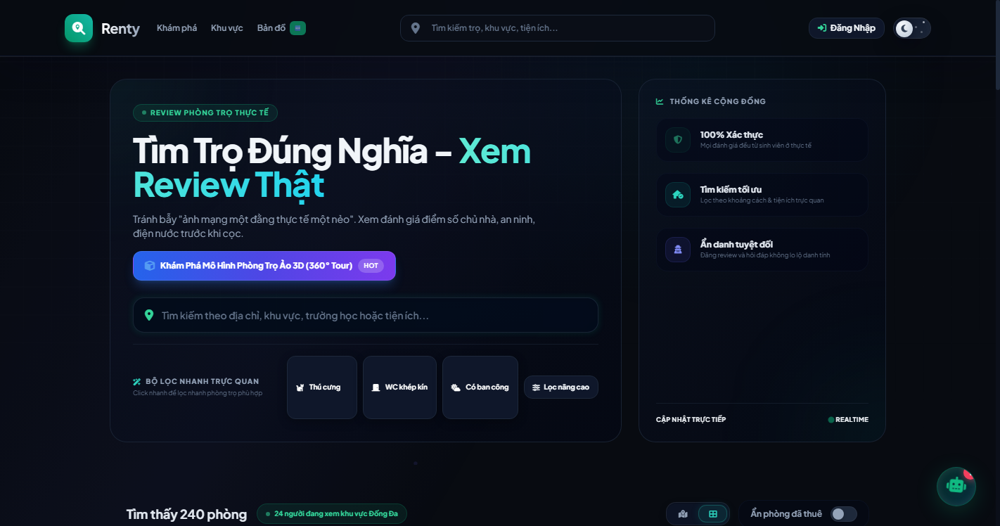 Renty
Khám phá
Khu vực
Bản đồ
Tìm kiếm trọ, khu vực, tiện ích...
Đăng Nhập
REVIEW PHÒNG TRỌ THỰC TẾ
Tìm Trọ Đúng Nghĩa – Xem
Review Thật
Tránh bẫy "ảnh mạng một đằng thực tế một nẻo". Xem đánh giá điểm số chủ nhà, an ninh,
điện nước trước khi cọc.
Khám Phá Mô Hình Phòng Trọ Ảo 3D (360° Tour) HOT
Tìm kiếm theo địa chỉ, khu vực, trường học hoặc tiện ích...
BỘ LỌC NHANH TRỰC QUAN
Click nhanh để lọc nhanh phòng trọ phù hợp
Thú cưng
WC khép kín
Có ban công
Lọc nâng cao
THỐNG KÊ CỘNG ĐỒNG
100% Xác thực
Mọi đánh giá đều từ sinh viên ở thực tế
Tìm kiếm tối ưu
Lọc theo khoảng cách & tiện ích trực quan
Ẩn danh tuyệt đối
Đăng review và hỏi đáp không lo lộ danh tính
CẬP NHẬT TRỰC TIẾP
REALTIME
Tìm thấy 240 phòng
24 người đang xem khu vực Đống Đa
Ẩn phòng đã thuê